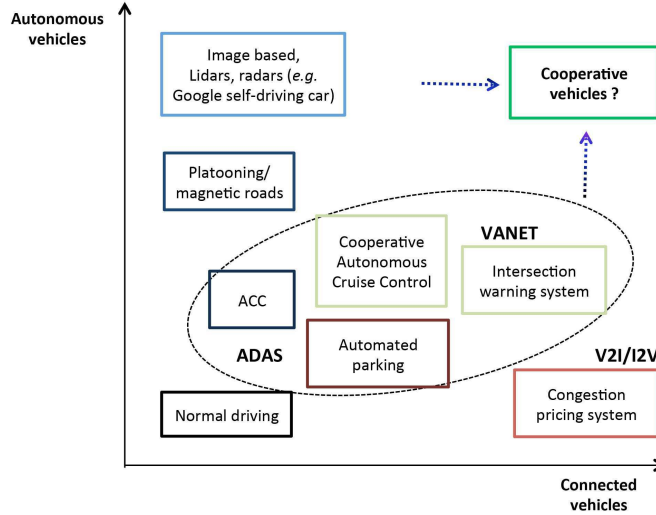 Autonomous
vehicles
Image based,
Lidars, radars (e.g.
Google self-driving car)
Cooperative
vehicles ?
Platooning/
magnetic roads
Cooperative
Autonomous
Cruise Control
VANET
Intersection
warning system
ACC
ADAS
Automated
parking
V2I/I2V
Normal driving
Congestion
pricing system
Connected
vehicles